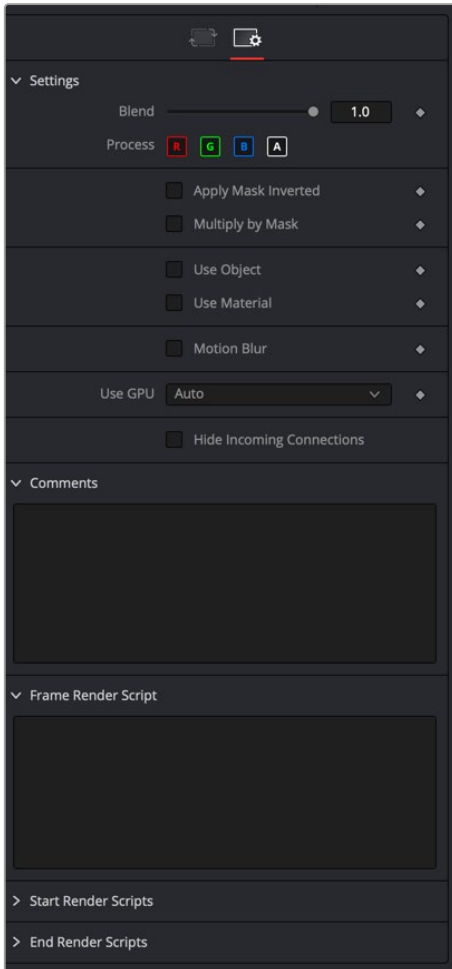 Settings
Blend 1.0
Process R G B A
Apply Mask Inverted
Multiply by Mask
Use Object
Use Material
Motion Blur
Use GPU Auto
Hide Incoming Connections
Comments
Frame Render Script
Start Render Scripts
End Render Scripts